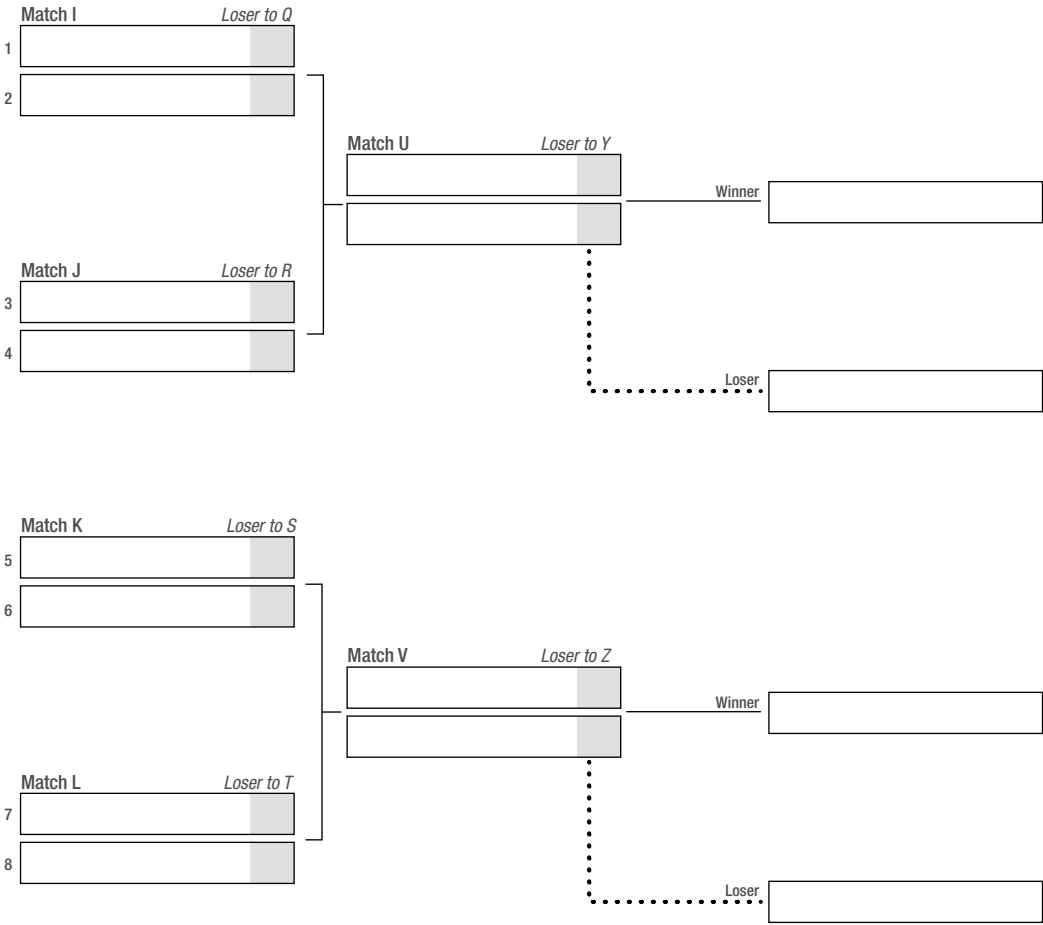 Match I Loser to Q
1
2
Match U Loser to Y
Winner
Match J Loser to R
3
4
Loser
Match K Loser to S
5
6
Match V Loser to Z
Winner
Match L Loser to T
7
8
Loser